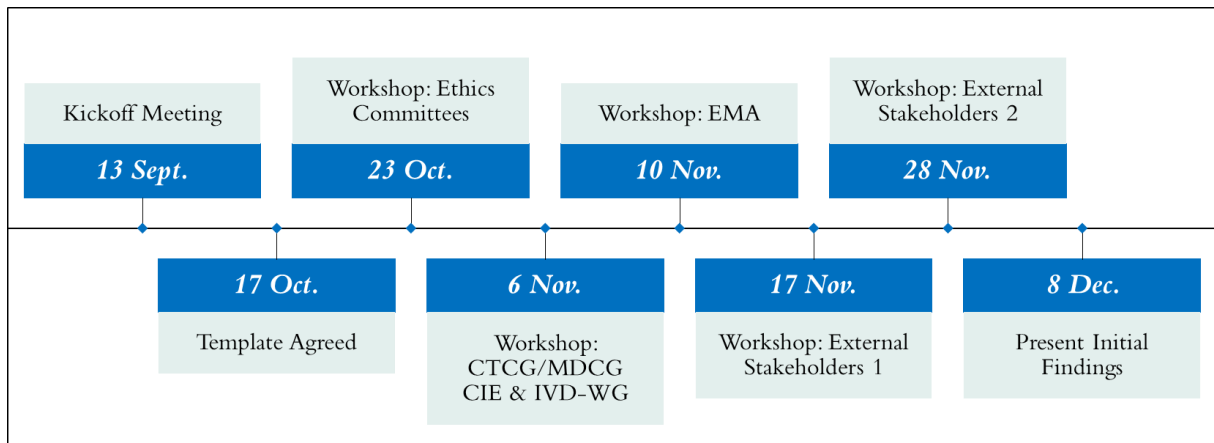 Kickoff Meeting
13 Sept.
17 Oct.
Template Agreed
Workshop: Ethics
Committees
23 Oct.
6 Nov.
Workshop:
CTCG/MDCG
CIE & IVD-WG
Workshop: EMA
10 Nov.
17 Nov.
Workshop: External
Stakeholders 1
Workshop: External
Stakeholders 2
28 Nov.
8 Dec.
Present Initial
Findings